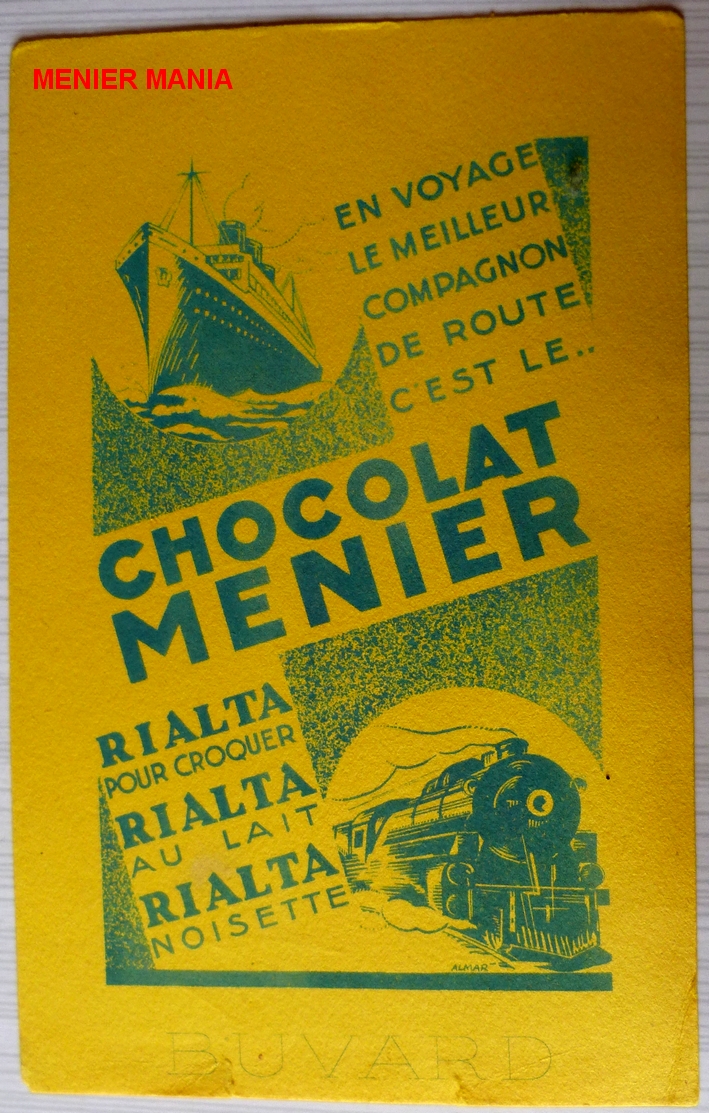 MENIER MANIA
EN VOYAGE
LE MEILLEUR
COMPAGNON
DE ROUTE
C'EST LE..
CHOCOLAT
MENIER
RIALTA
POUR CROQUER
RIALTA
AU LAIT
RIALTA
NOISETTE
ALMAR
BUVARD